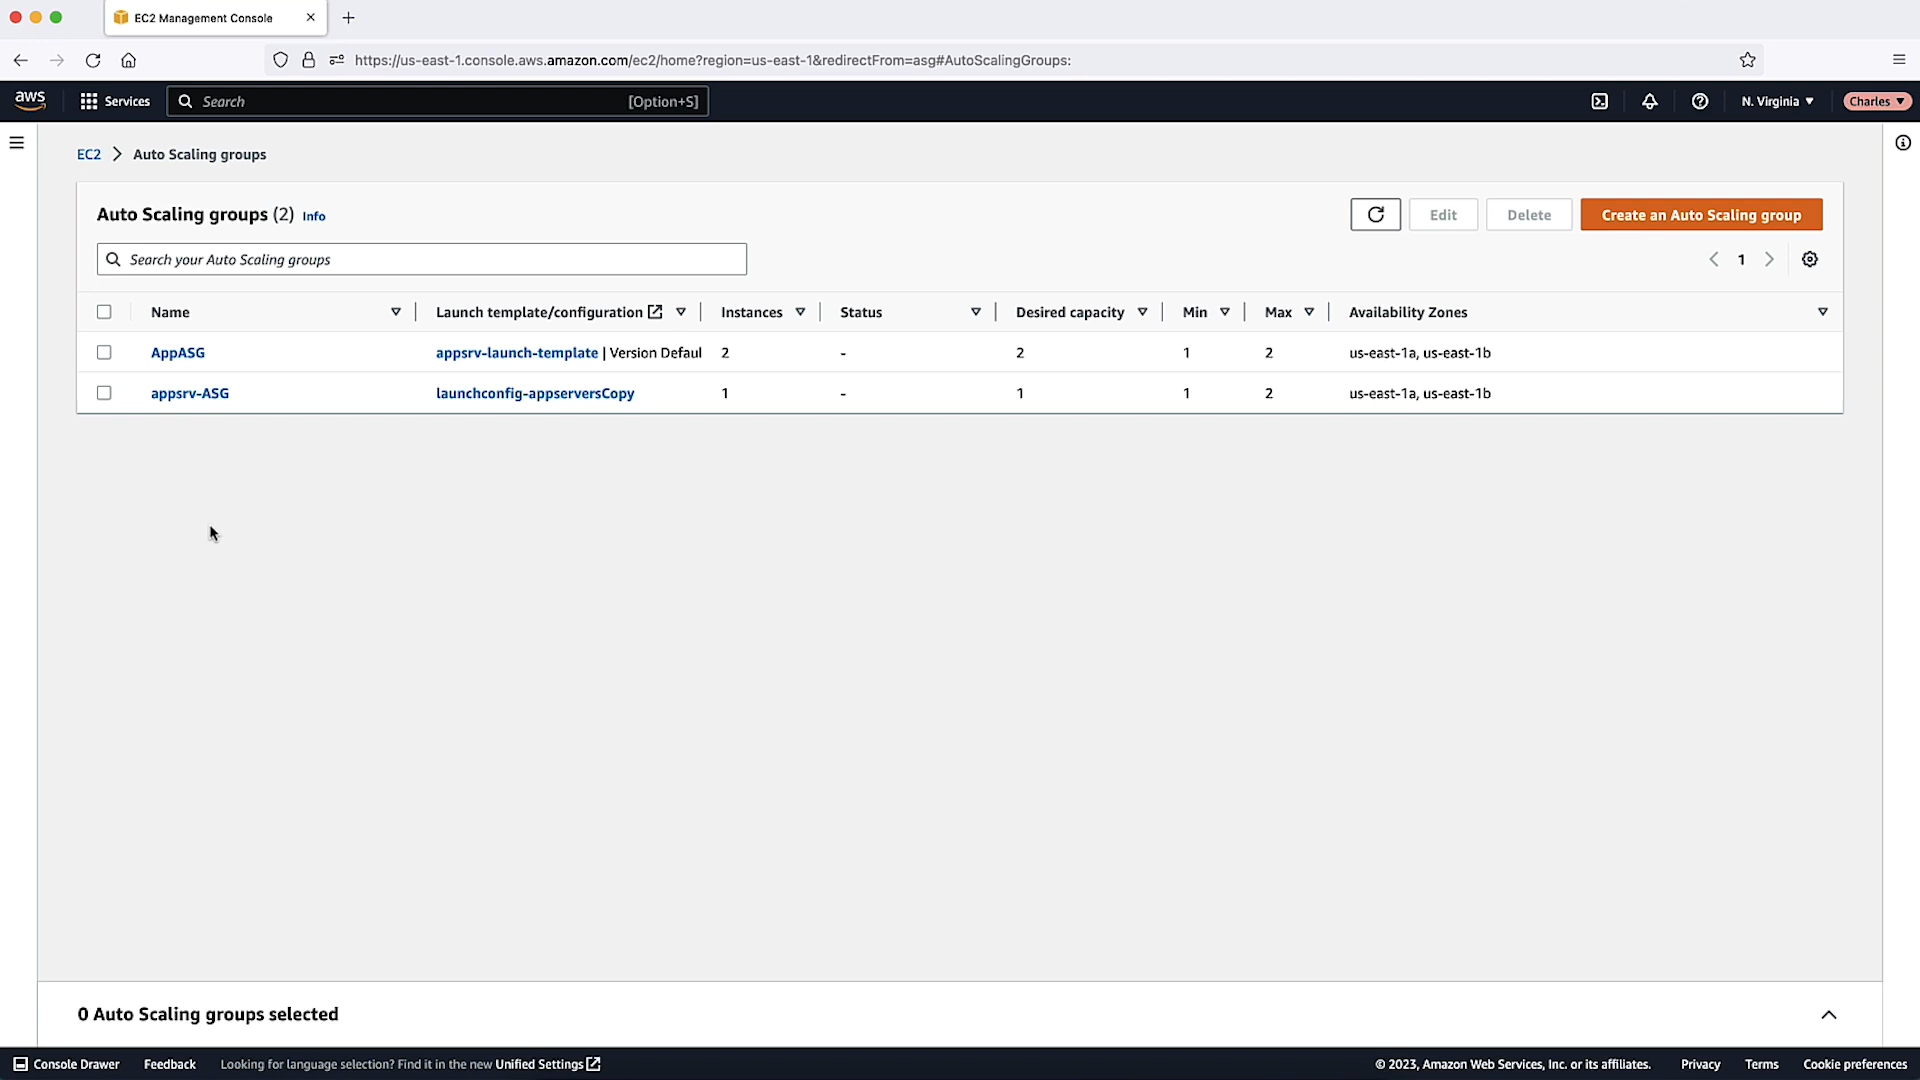 EC2 Management Console
https://us-east-1.console.aws.amazon.com/ec2/home?region=us-east-1&redirectFrom=asg#AutoScalingGroups:
aws Services Search [Option+S] N. Virginia Charles
EC2 Auto Scaling groups
Auto Scaling groups (2) Info Edit Delete Create an Auto Scaling group
Search your Auto Scaling groups 1
Name Launch template/configuration Instances Status Desired capacity Min Max Availability Zones
AppASG appsrv-launch-template | Version Defaul 2 - 2 1 2 us-east-1a, us-east-1b
appsrv-ASG launchconfig-appserversCopy 1 - 1 1 2 us-east-1a, us-east-1b
0 Auto Scaling groups selected
Console Drawer Feedback Looking for language selection? Find it in the new Unified Settings © 2023, Amazon Web Services, Inc. or its affiliates. Privacy Terms Cookie preferences